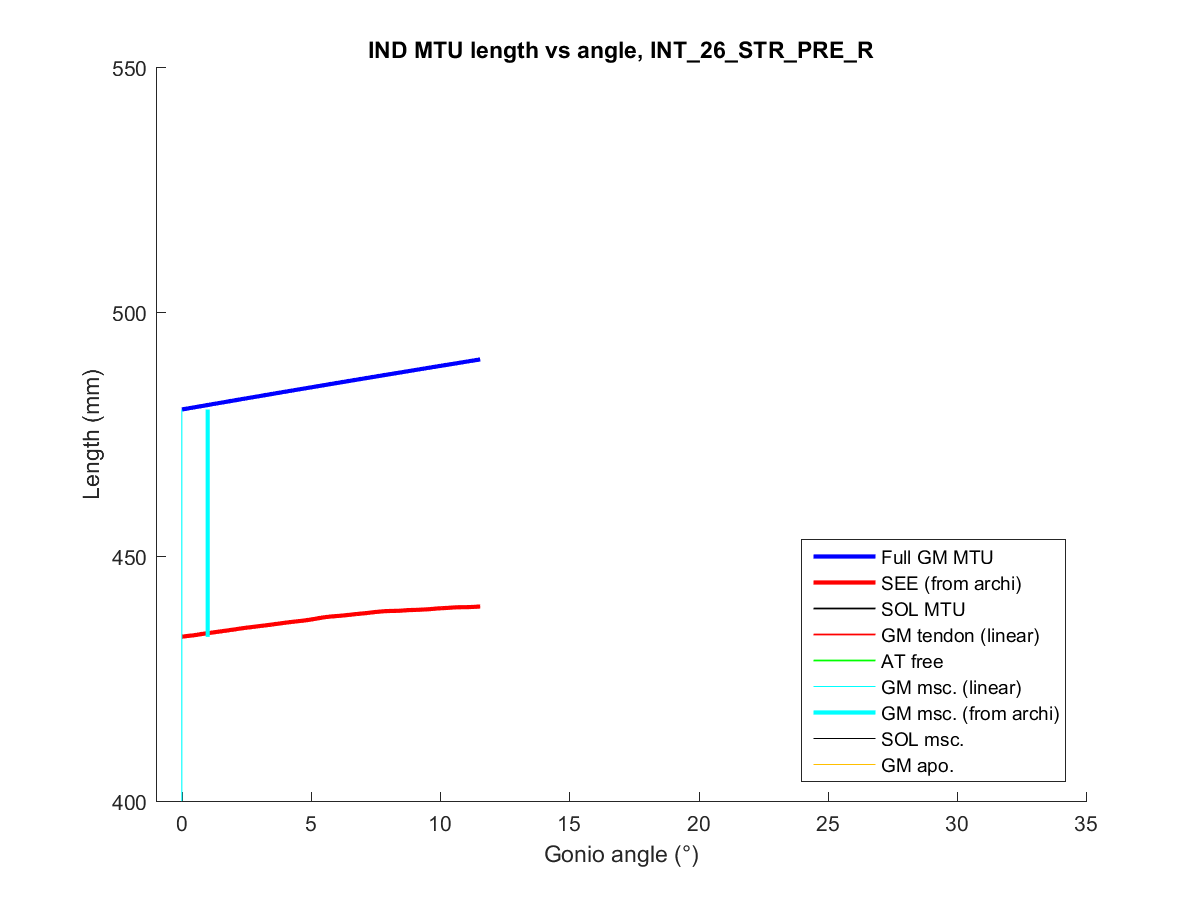 IND MTU length vs angle, INT_26_STR_PRE_R
550
500
450
400
Length (mm)
0 5 10 15 20 25 30 35
Gonio angle (°)
Full GM MTU
SEE (from archi)
SOL MTU
GM tendon (linear)
AT free
GM msc. (linear)
GM msc. (from archi)
SOL msc.
GM apo.